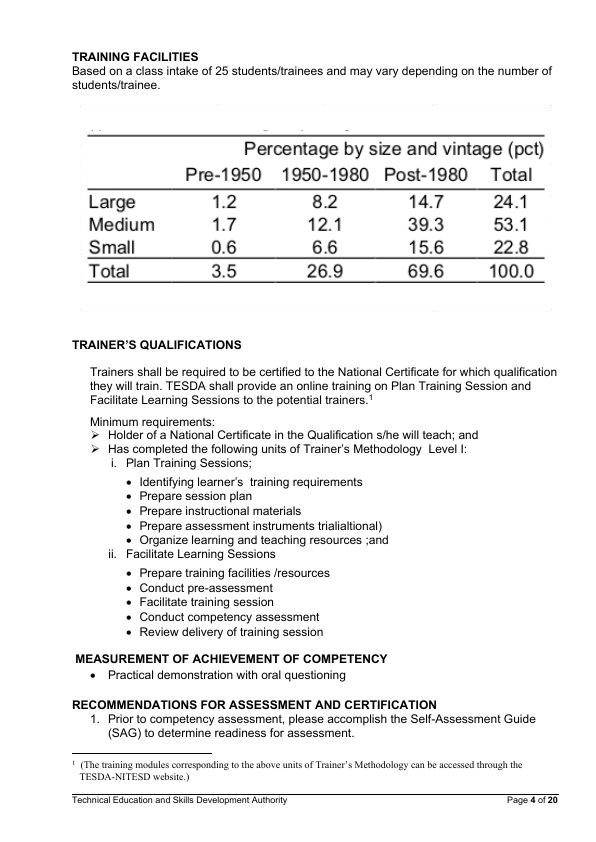 TRAINING FACILITIES
Based on a class intake of 25 students/trainees and may vary depending on the number of
students/trainee.
Percentage by size and vintage (pct)
Pre-1950 1950-1980 Post-1980 Total
Large 1.2 8.2 14.7 24.1
Medium 1.7 12.1 39.3 53.1
Small 0.6 6.6 15.6 22.8
Total 3.5 26.9 69.6 100.0
TRAINER’S QUALIFICATIONS
Trainers shall be required to be certified to the National Certificate for which qualification
they will train. TESDA shall provide an online training on Plan Training Session and
Facilitate Learning Sessions to the potential trainers.¹
Minimum requirements:
➢ Holder of a National Certificate in the Qualification s/he will teach; and
➢ Has completed the following units of Trainer’s Methodology Level I:
i. Plan Training Sessions;
• Identifying learner’s training requirements
• Prepare session plan
• Prepare instructional materials
• Prepare assessment instruments trialialtional)
• Organize learning and teaching resources ;and
ii. Facilitate Learning Sessions
• Prepare training facilities /resources
• Conduct pre-assessment
• Facilitate training session
• Conduct competency assessment
• Review delivery of training session
MEASUREMENT OF ACHIEVEMENT OF COMPETENCY
• Practical demonstration with oral questioning
RECOMMENDATIONS FOR ASSESSMENT AND CERTIFICATION
1. Prior to competency assessment, please accomplish the Self-Assessment Guide
(SAG) to determine readiness for assessment.
¹ (The training modules corresponding to the above units of Trainer’s Methodology can be accessed through the
TESDA-NITESD website.)
Technical Education and Skills Development Authority Page 4 of 20